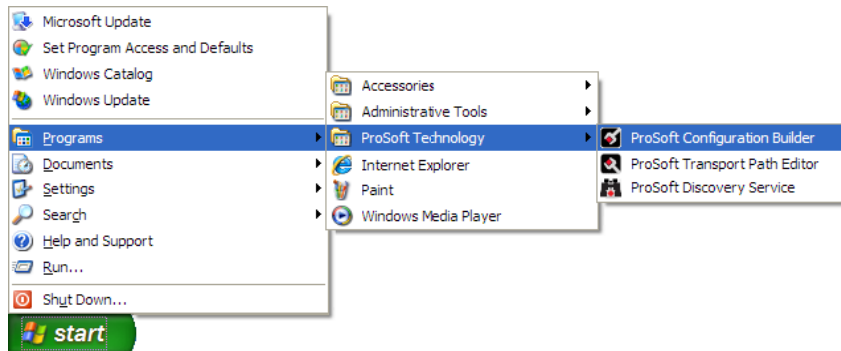 Microsoft Update
Set Program Access and Defaults
Windows Catalog
Windows Update
Programs
Documents
Settings
Search
Help and Support
Run...
Shut Down...
start
Accessories
Administrative Tools
ProSoft Technology
Internet Explorer
Paint
Windows Media Player
ProSoft Configuration Builder
ProSoft Transport Path Editor
ProSoft Discovery Service